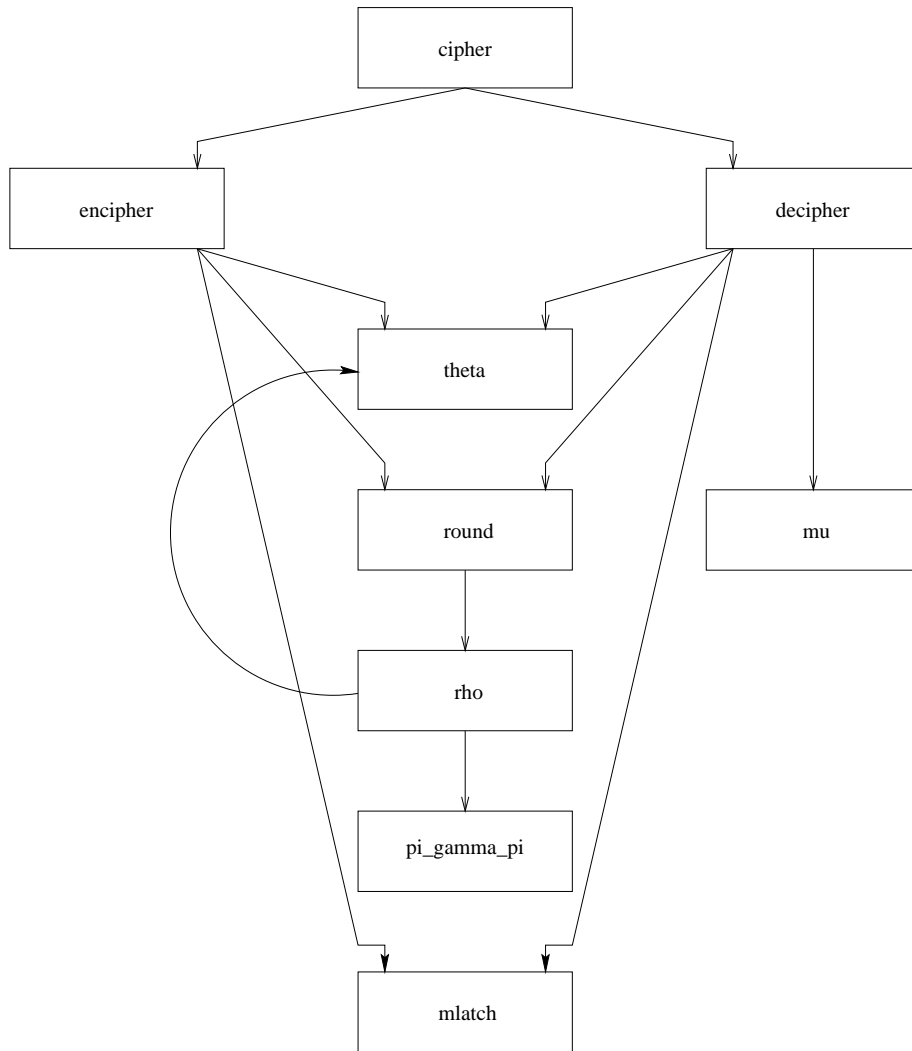 cipher
encipher
decipher
theta
round
mu
rho
pi_gamma_pi
mlatch